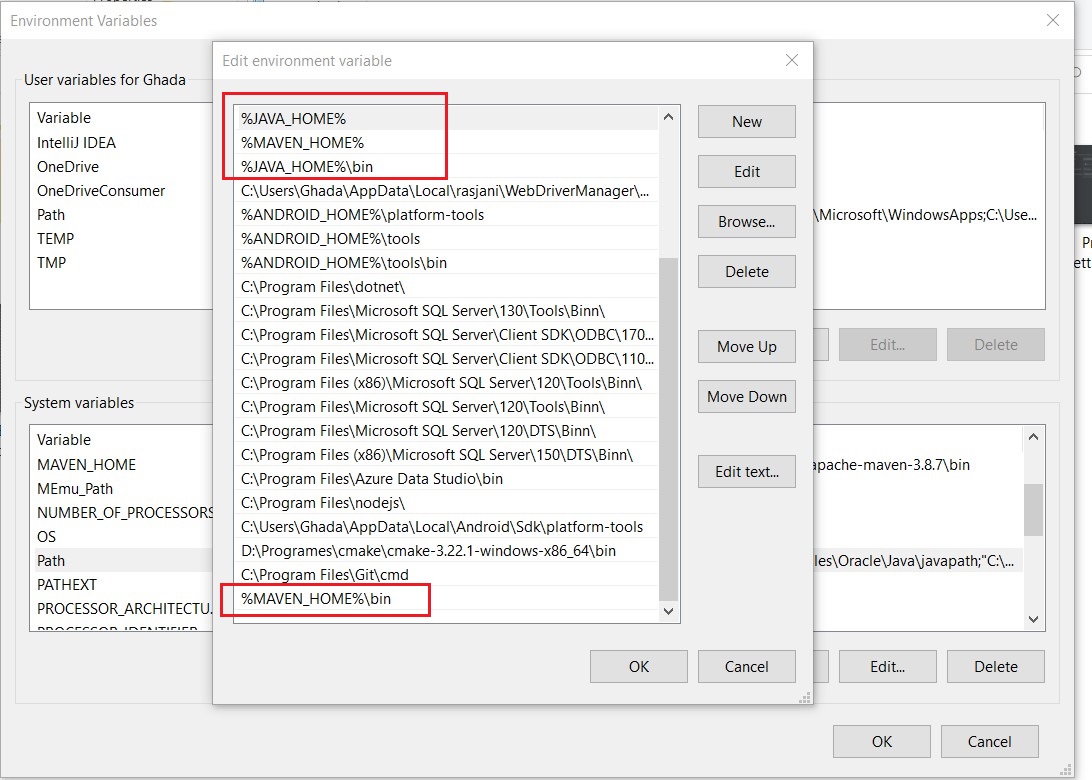 Environment Variables
Edit environment variable
User variables for Ghada
Variable
IntelliJ IDEA
OneDrive
OneDriveConsumer
Path
\Microsoft\WindowsApps;C:\Use...
TEMP
TMP
%JAVA_HOME%
%MAVEN_HOME%
%JAVA_HOME%\bin
C:\Users\Ghada\AppData\Local\rasjani\WebDriverManager\...
%ANDROID_HOME%\platform-tools
%ANDROID_HOME%\tools
%ANDROID_HOME%\tools\bin
C:\Program Files\dotnet\
C:\Program Files\Microsoft SQL Server\130\Tools\Binn\
C:\Program Files\Microsoft SQL Server\Client SDK\ODBC\170...
C:\Program Files\Microsoft SQL Server\Client SDK\ODBC\110...
C:\Program Files (x86)\Microsoft SQL Server\120\Tools\Binn\
C:\Program Files\Microsoft SQL Server\120\Tools\Binn\
C:\Program Files\Microsoft SQL Server\120\DTS\Binn\
C:\Program Files (x86)\Microsoft SQL Server\150\DTS\Binn\
C:\Program Files\Azure Data Studio\bin
C:\Program Files\nodejs\
C:\Users\Ghada\AppData\Local\Android\Sdk\platform-tools
D:\Programes\cmake\cmake-3.22.1-windows-x86_64\bin
C:\Program Files\Git\cmd
%MAVEN_HOME%\bin
New
Edit
Browse...
Delete
Move Up
Move Down
Edit text...
OK
Cancel
Edit...
Delete
System variables
Variable
MAVEN_HOME
apache-maven-3.8.7\bin
MEmu_Path
NUMBER_OF_PROCESSORS
OS
Path
les\Oracle\Java\javapath;"C:\...
PATHEXT
PROCESSOR_ARCHITECTU
PROCESSOR_IDENTIFIER
Edit...
Delete
OK
Cancel